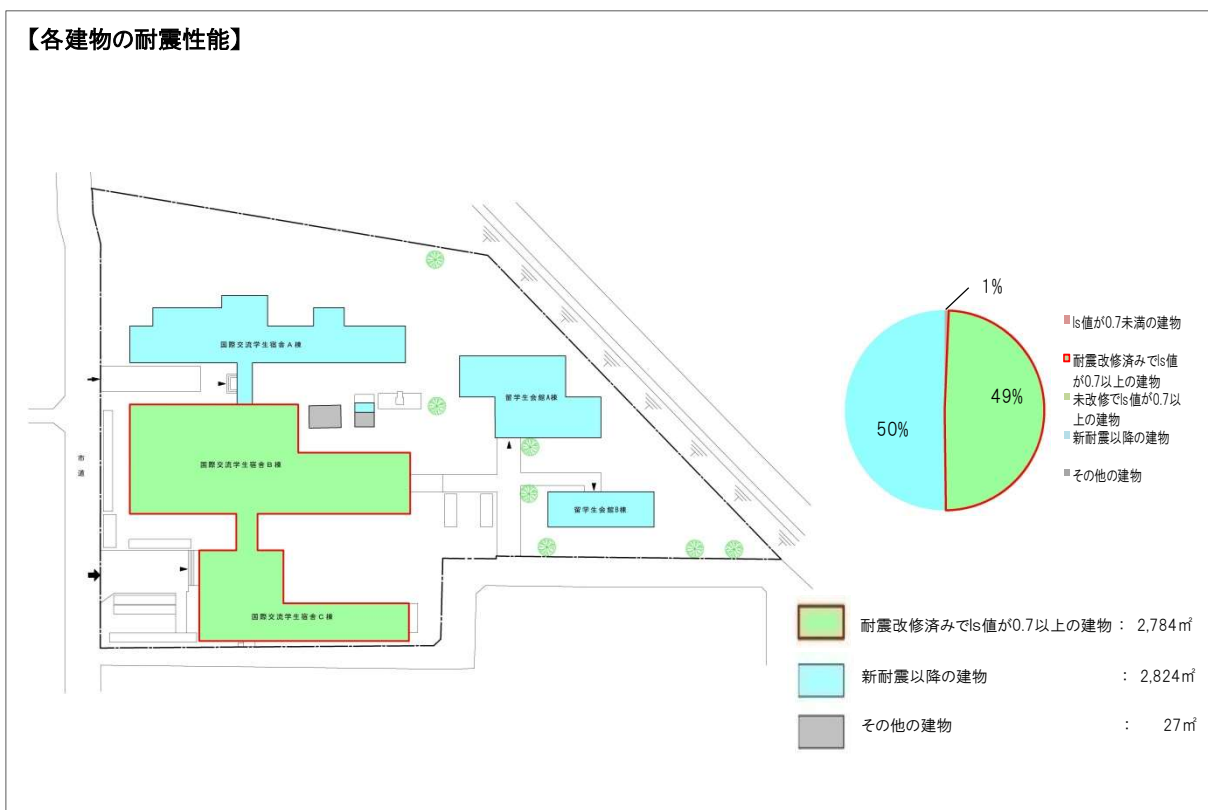 【各建物の耐震性能】
国際交流学生宿舎A棟
留学生会館A棟
国際交流学生宿舎B棟
市道
留学生会館B棟
国際交流学生宿舎C棟
1%
49%
50%
Is値が0.7未満の建物
耐震改修済みでIs値
が0.7以上の建物
未改修でIs値が0.7以
上の建物
新耐震以降の建物
その他の建物
耐震改修済みでIs値が0.7以上の建物 : 2,784㎡
新耐震以降の建物 : 2,824㎡
その他の建物 : 27㎡